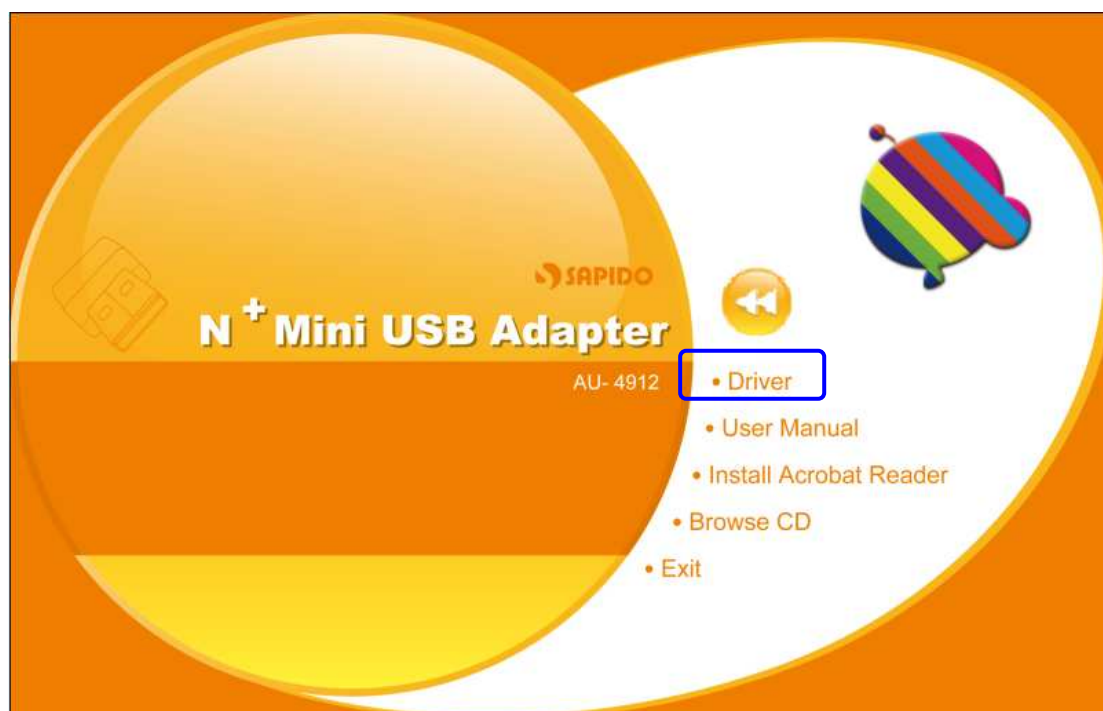 SAPIDO
N + Mini USB Adapter
AU- 4912
• Driver
• User Manual
• Install Acrobat Reader
• Browse CD
• Exit